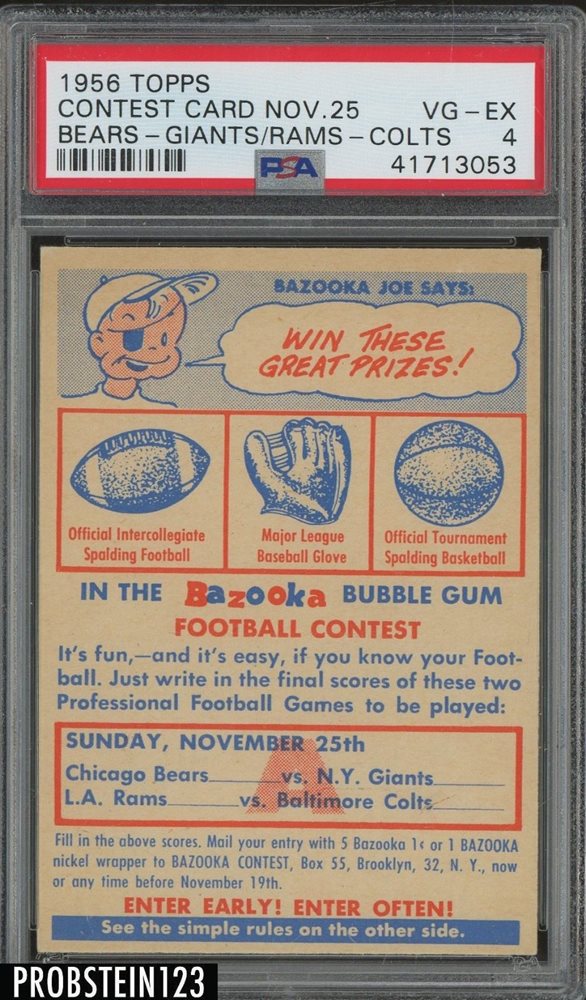 1956 TOPPS
CONTEST CARD NOV.25 VG-EX
BEARS-GIANTS/RAMS-COLTS 4
PSA 41713053
BAZOOKA JOE SAYS:
WIN THESE
GREAT PRIZES!
Official Intercollegiate
Spalding Football
Major League
Baseball Glove
Official Tournament
Spalding Basketball
IN THE Bazooka BUBBLE GUM
FOOTBALL CONTEST
It's fun,—and it's easy, if you know your Foot-
ball. Just write in the final scores of these two
Professional Football Games to be played:
A
SUNDAY, NOVEMBER 25th
Chicago Bears______vs. N.Y. Giants______
L.A. Rams______vs. Baltimore Colts______
Fill in the above scores. Mail your entry with 5 Bazooka 1¢ or 1 BAZOOKA
nickel wrapper to BAZOOKA CONTEST, Box 55, Brooklyn, 32, N. Y., now
or any time before November 19th.
ENTER EARLY! ENTER OFTEN!
See the simple rules on the other side.
PROBSTEIN123